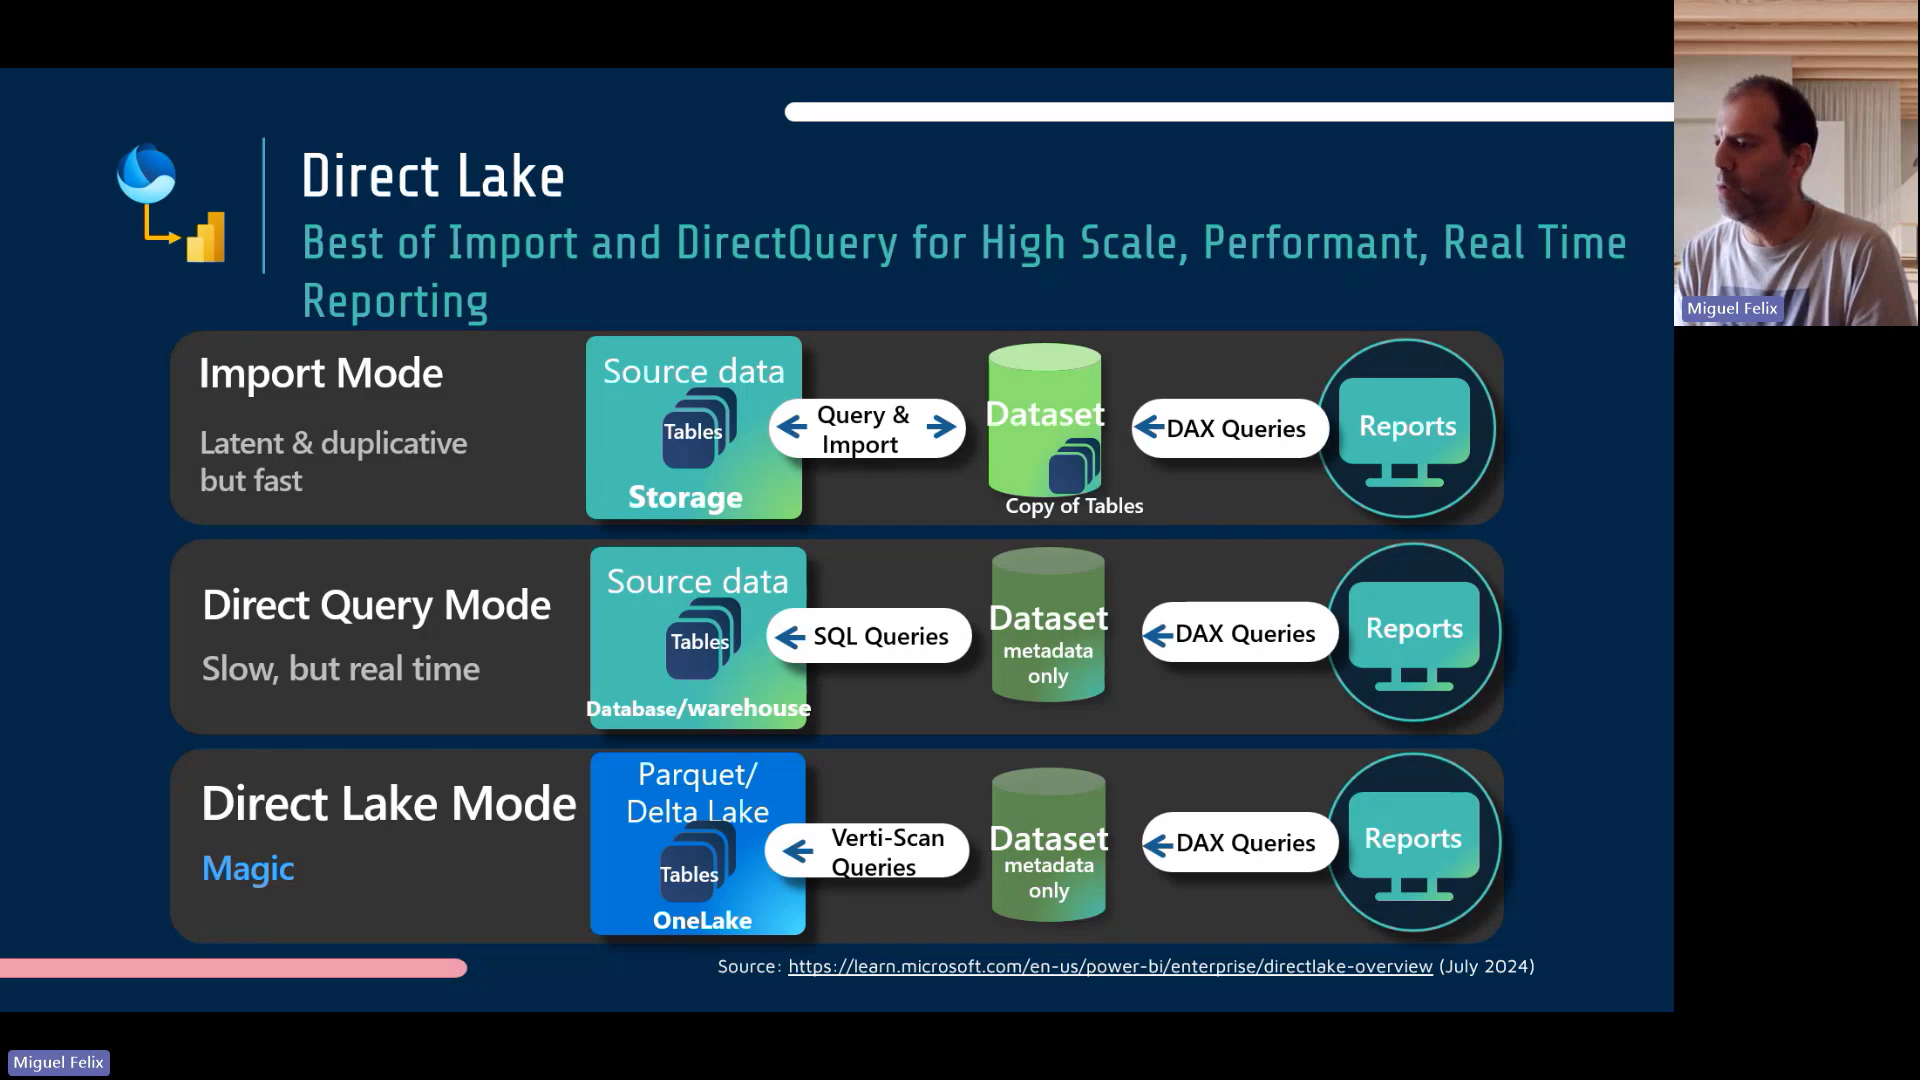 Direct Lake
Best of Import and DirectQuery for High Scale, Performant, Real Time
Reporting
Import Mode
Latent & duplicative
but fast
Source data
Tables
Storage
Query &
Import
Dataset
Copy of Tables
DAX Queries
Reports
Direct Query Mode
Slow, but real time
Source data
Tables
Database/warehouse
SQL Queries
Dataset
metadata
only
DAX Queries
Reports
Direct Lake Mode
Magic
Parquet/
Delta Lake
Tables
OneLake
Verti-Scan
Queries
Dataset
metadata
only
DAX Queries
Reports
Source: https://learn.microsoft.com/en-us/power-bi/enterprise/directlake-overview (July 2024)
Miguel Felix
Miguel Felix